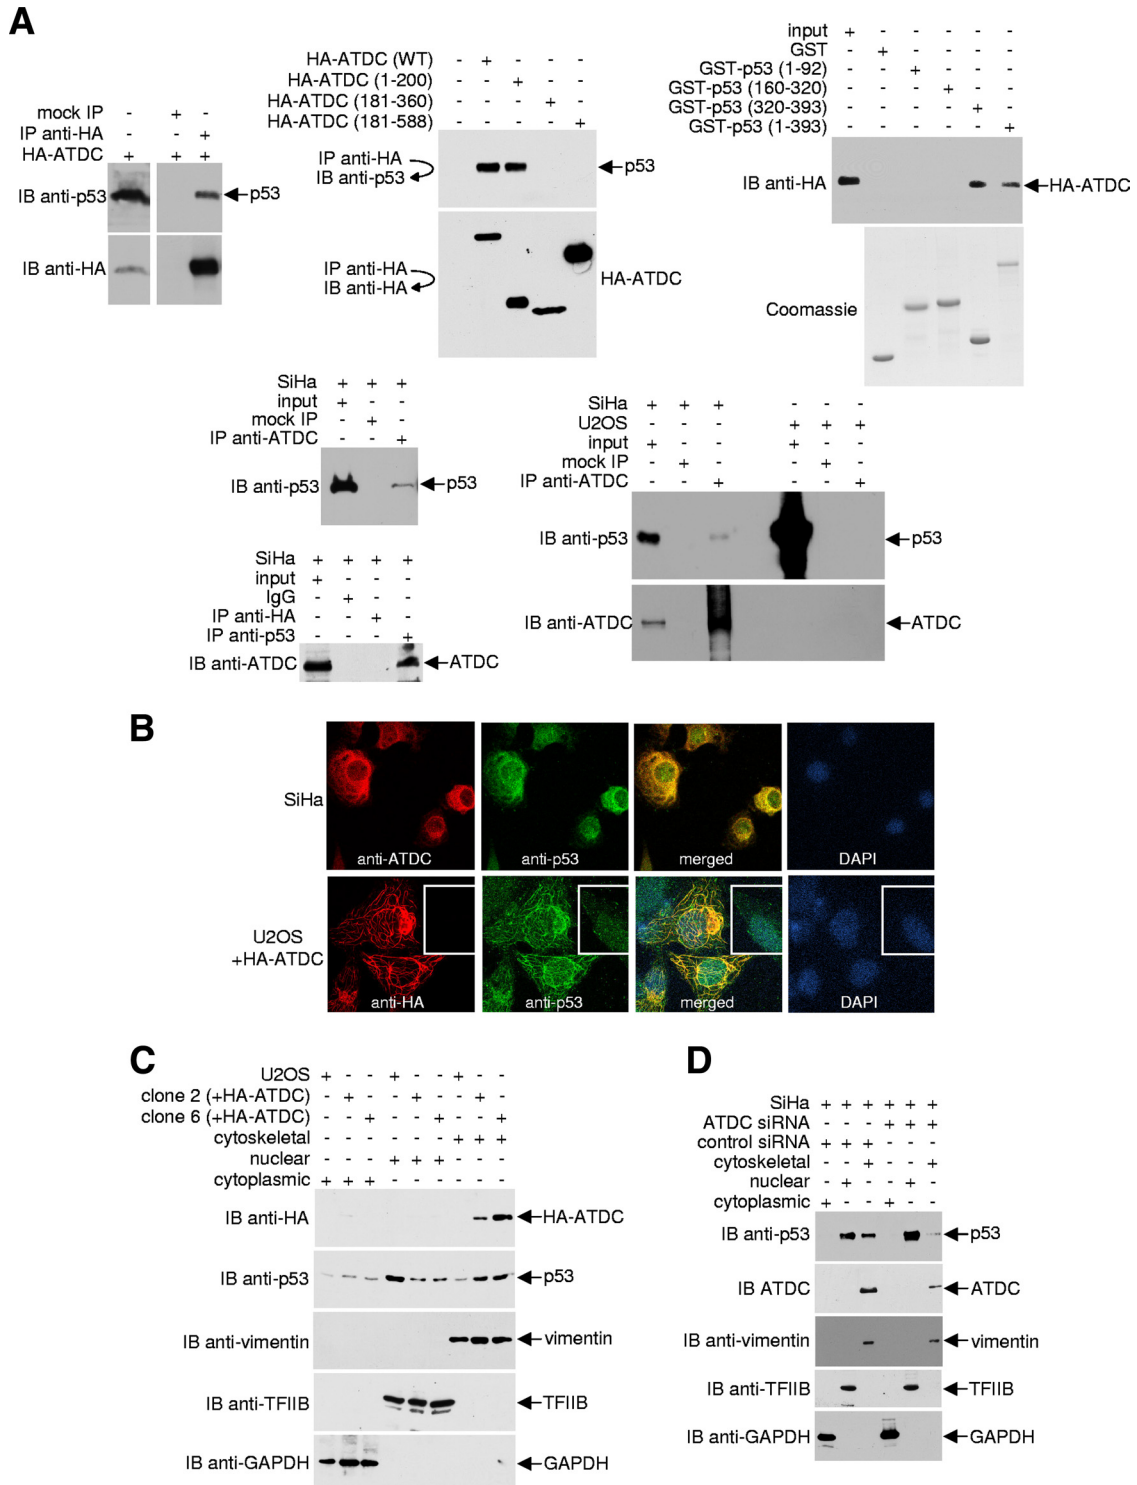 A
mock IP - + -
IP anti-HA - - +
HA-ATDC + + +
IB anti-p53
p53
IB anti-HA
HA-ATDC (WT) - + - - -
HA-ATDC (1-200) - - + - -
HA-ATDC (181-360) - - - + -
HA-ATDC (181-588) - - - - +
IP anti-HA
IB anti-p53
p53
IP anti-HA
IB anti-HA
HA-ATDC
input + - - - - -
GST - + - - - -
GST-p53 (1-92) - - + - - -
GST-p53 (160-320) - - - + - -
GST-p53 (320-393) - - - - + -
GST-p53 (1-393) - - - - - +
IB anti-HA
HA-ATDC
Coomassie
SiHa + + +
input + - -
mock IP - + -
IP anti-ATDC - - +
IB anti-p53
p53
SiHa + + + - - -
U2OS - - - + + +
input + - - + - -
mock IP - + - - + -
IP anti-ATDC - - + - - +
IB anti-p53
p53
IB anti-ATDC
ATDC
SiHa + + + +
input + - - -
IgG - + - -
IP anti-HA - - + -
IP anti-p53 - - - +
IB anti-ATDC
ATDC
B
SiHa
anti-ATDC
anti-p53
merged
DAPI
U2OS
+HA-ATDC
anti-HA
anti-p53
merged
DAPI
C
U2OS + - - + - - + - -
clone 2 (+HA-ATDC) - + - - + - - + -
clone 6 (+HA-ATDC) - - + - - + - - +
cytoskeletal - - - - - - + + +
nuclear - - - + + + - - -
cytoplasmic + + + - - - - - -
IB anti-HA
HA-ATDC
IB anti-p53
p53
IB anti-vimentin
vimentin
IB anti-TFIIB
TFIIB
IB anti-GAPDH
GAPDH
D
SiHa + + + + + +
ATDC siRNA - - - + + +
control siRNA + + + - - -
cytoskeletal - - + - - +
nuclear - + - - + -
cytoplasmic + - - + - -
IB anti-p53
p53
IB ATDC
ATDC
IB anti-vimentin
vimentin
IB anti-TFIIB
TFIIB
IB anti-GAPDH
GAPDH